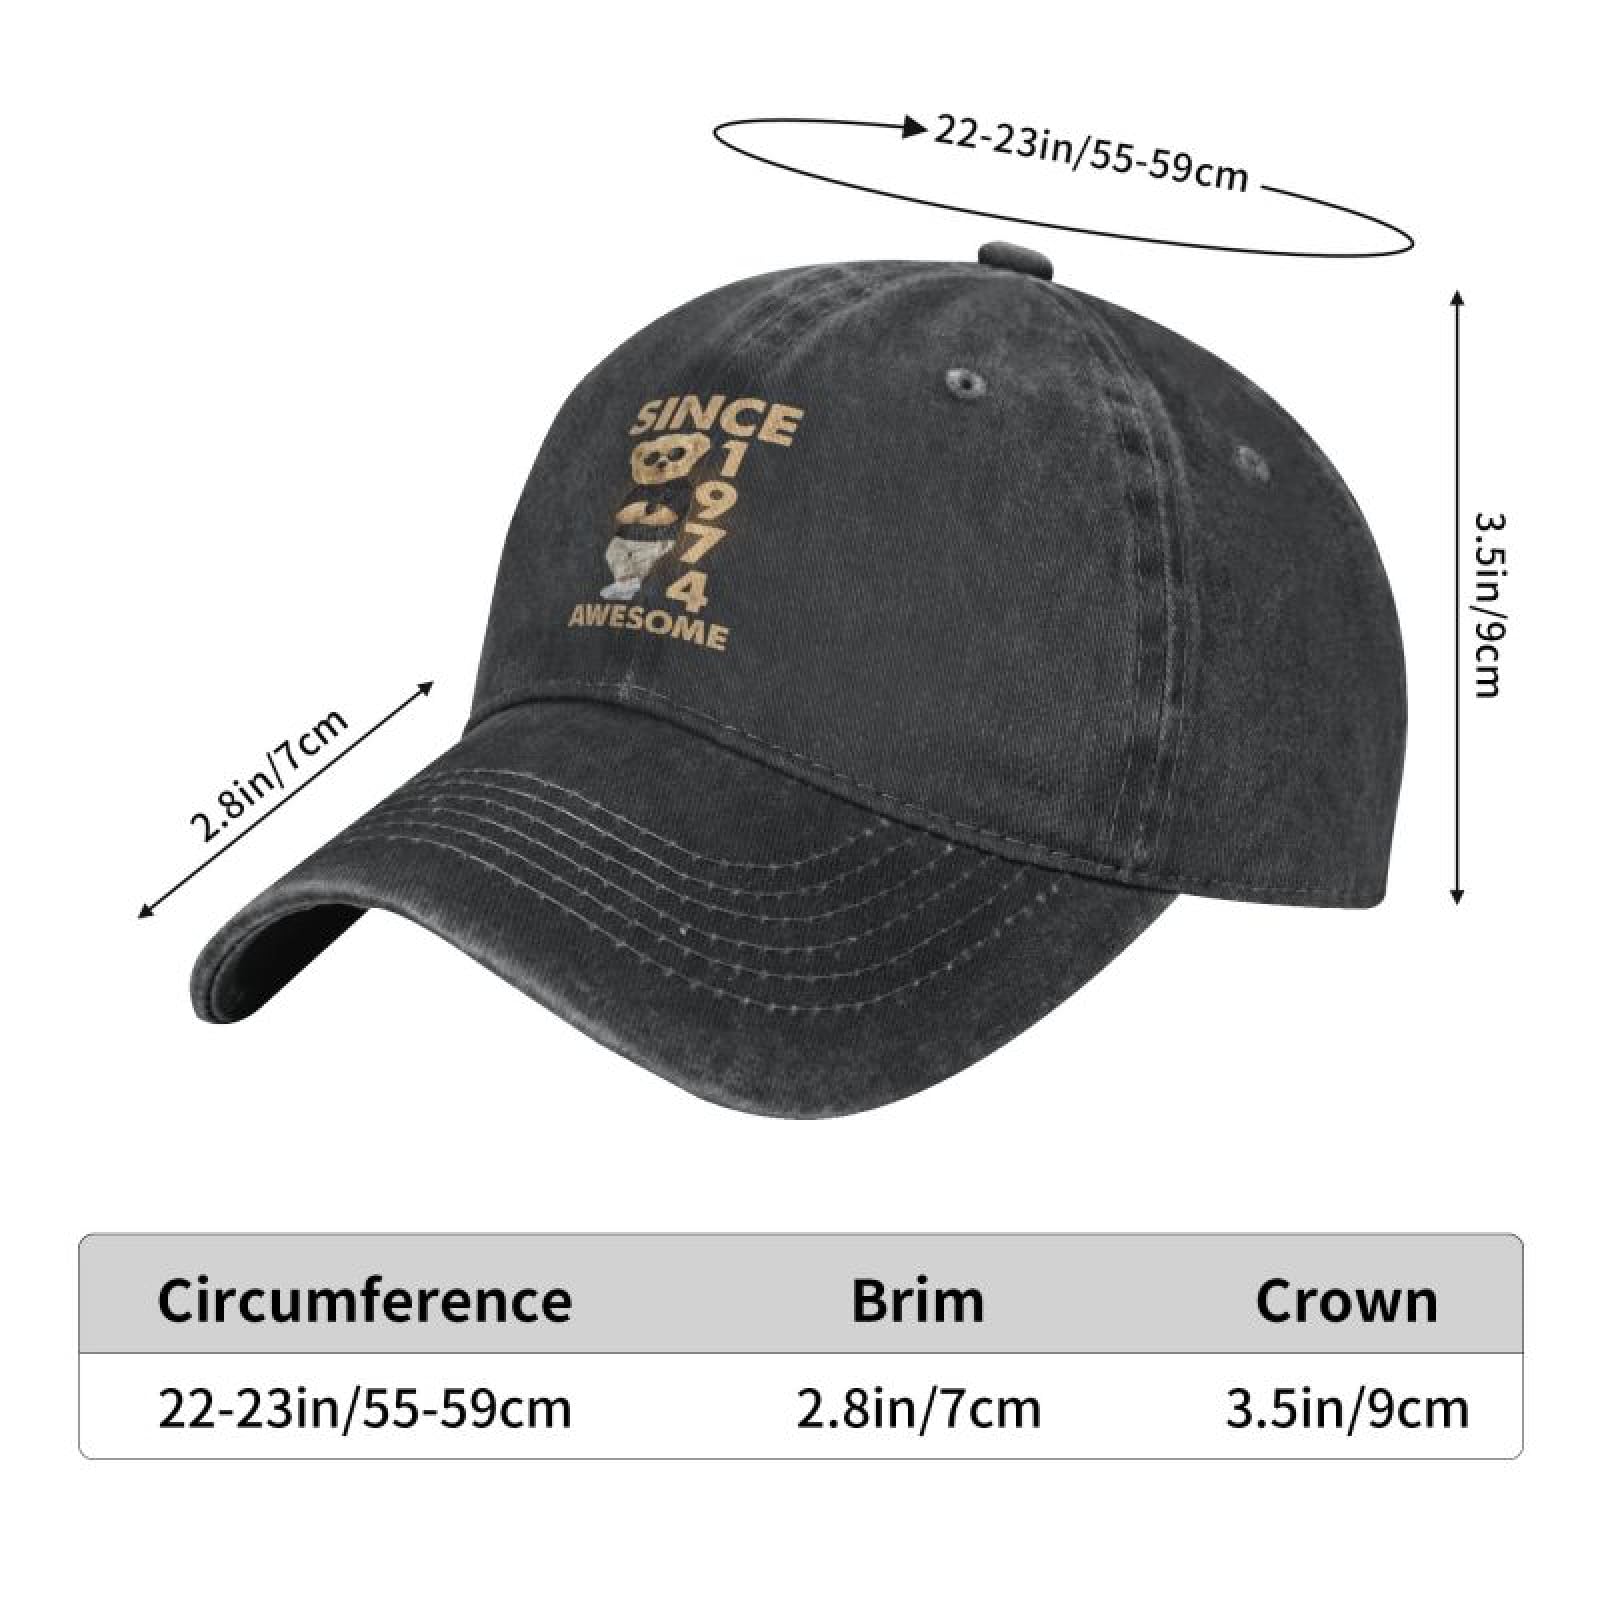 22-23in/55-59cm
SINCE
1
9
7
4
AWESOME
3.5in/9cm
2.8in/7cm
Circumference Brim Crown
22-23in/55-59cm 2.8in/7cm 3.5in/9cm